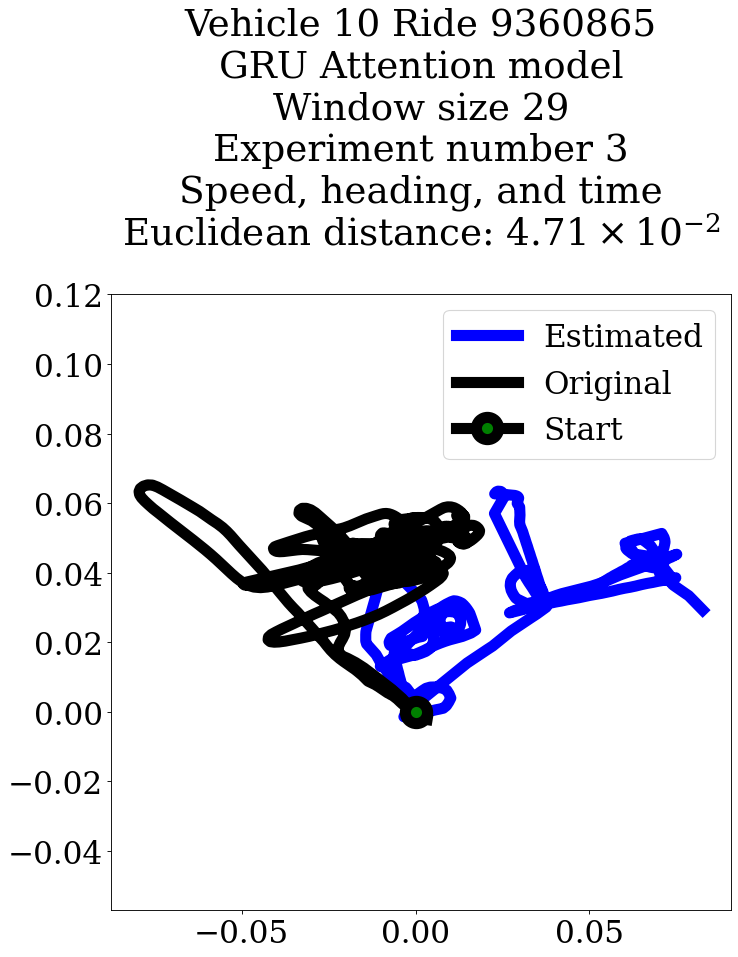 Vehicle 10 Ride 9360865
GRU Attention model
Window size 29
Experiment number 3
Speed, heading, and time
Euclidean distance: 4.71 × 10⁻²
0.12
0.10
0.08
0.06
0.04
0.02
0.00
−0.02
−0.04
Estimated
Original
Start
−0.05
0.00
0.05